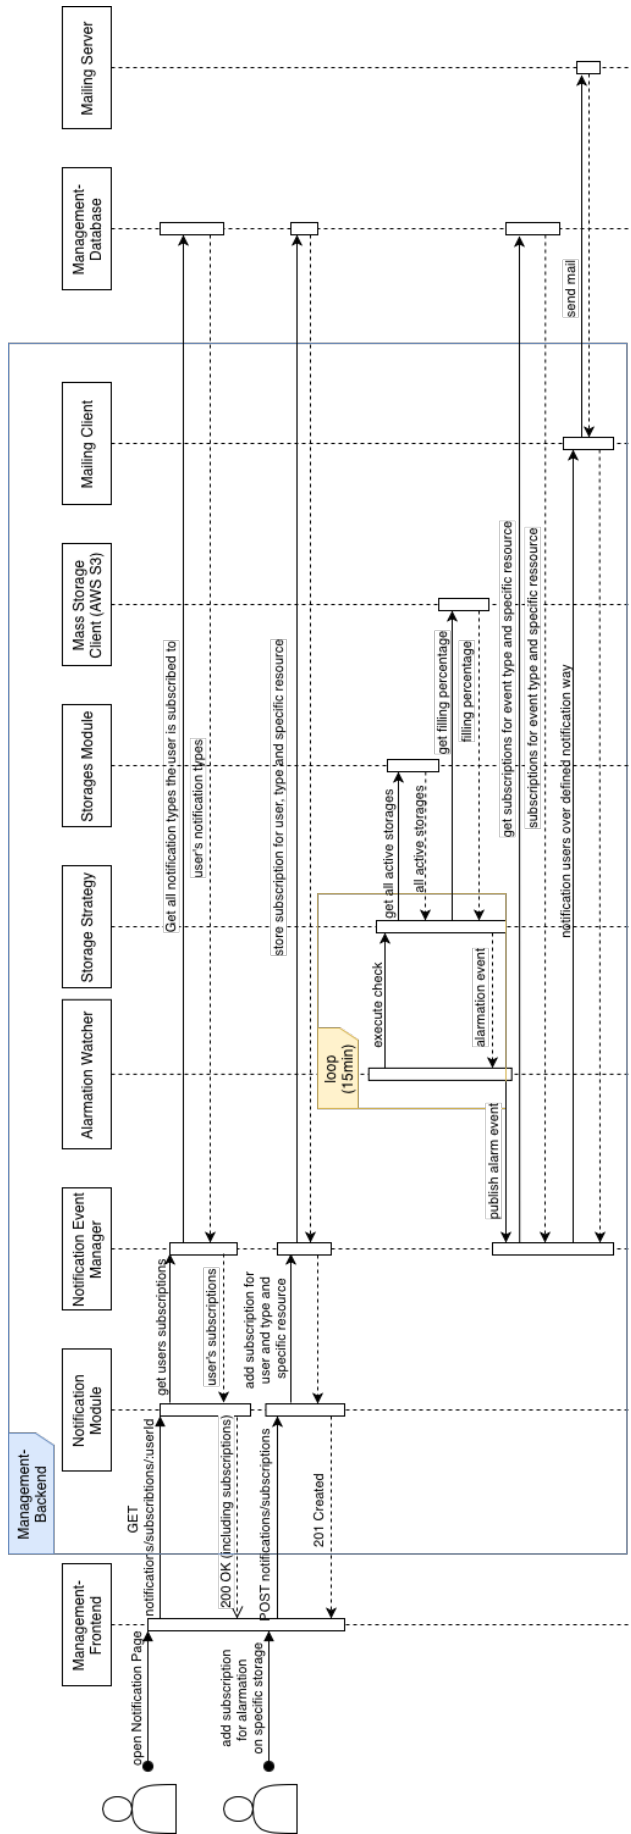 Management-
Backend
Management-
Frontend
Notification
Module
Notification Event
Manager
Alarmation Watcher
Storage Strategy
Storages Module
Mass Storage
Client (AWS S3)
Mailing Client
Management-
Database
Mailing Server
open Notification Page
GET
notifications/subscribtions/:userId
get users subscriptions
Get all notification types the user is subscribed to
user's notification types
user's subscriptions
200 OK (including subscriptions)
add subscription
for alarmation
on specific storage
POST notifications/subscriptions
add subscription for
user and type and
specific resource
store subscription for user, type and specific resource
201 Created
loop
(15min)
execute check
get all active storages
all active storages
get filling percentage
filling percentage
alarmation event
publish alarm event
get subscriptions for event type and specific resource
subscriptions for event type and specific ressource
notification users over defined notification way
send mail